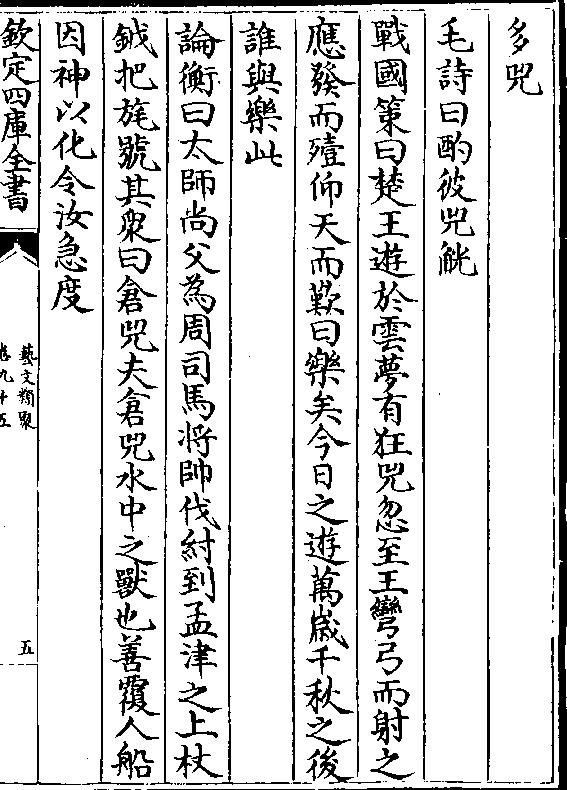 多兕
毛詩曰酌彼兕觥
戰國策曰楚王遊於雲夢有狂兕忽至王彎弓而射之
應發而殪仰天而歎曰樂矣今日之遊萬歲千秋之後
誰與樂此
論衡曰太師尚父為周司馬將帥伐紂到孟津之上杖
鉞把旄號其衆曰倉兕夫倉兕水中之獸也善覆人船
因神以化令汝急度
欽定四庫全書
藝文類聚
卷九十五
五